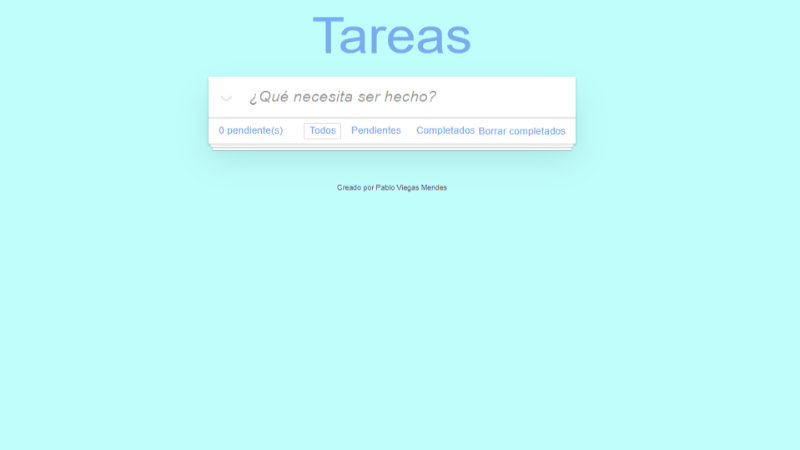 Tareas
¿Qué necesita ser hecho?
0 pendiente(s) Todos Pendientes Completados Borrar completados
Creado por Pablo Viegas Mendes